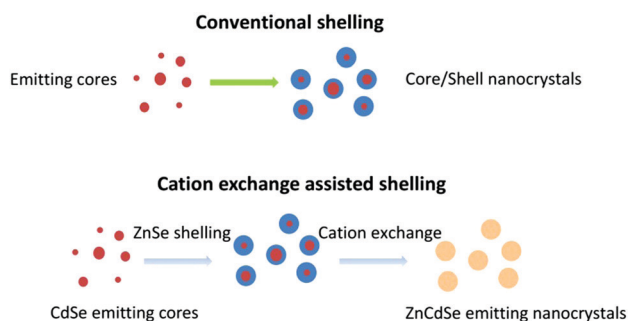 Conventional shelling
Emitting cores
Core/Shell nanocrystals
Cation exchange assisted shelling
ZnSe shelling
Cation exchange
CdSe emitting cores
ZnCdSe emitting nanocrystals